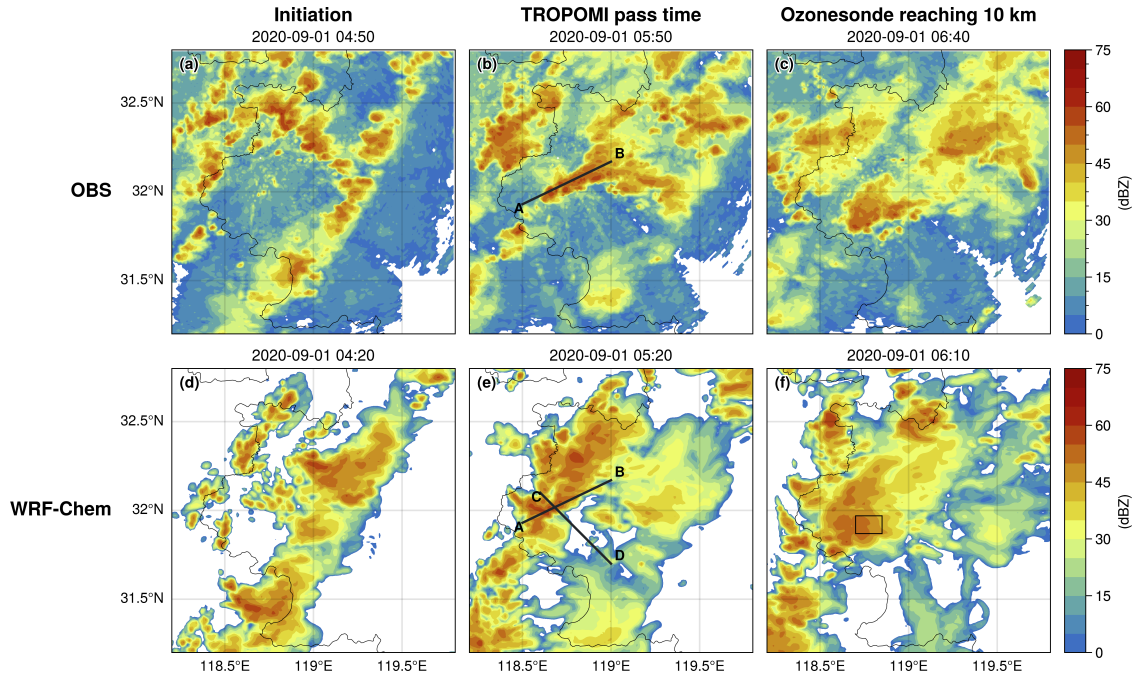 Initiation
TROPOMI pass time
Ozonesonde reaching 10 km
2020-09-01 04:50
2020-09-01 05:50
2020-09-01 06:40
(a)
(b)
(c)
75
60
45
30
15
0
(dBZ)
32.5°N
32°N
31.5°N
OBS
A
B
2020-09-01 04:20
2020-09-01 05:20
2020-09-01 06:10
(d)
(e)
(f)
75
60
45
30
15
0
(dBZ)
32.5°N
32°N
31.5°N
WRF-Chem
A
B
C
D
118.5°E
119°E
119.5°E
118.5°E
119°E
119.5°E
118.5°E
119°E
119.5°E